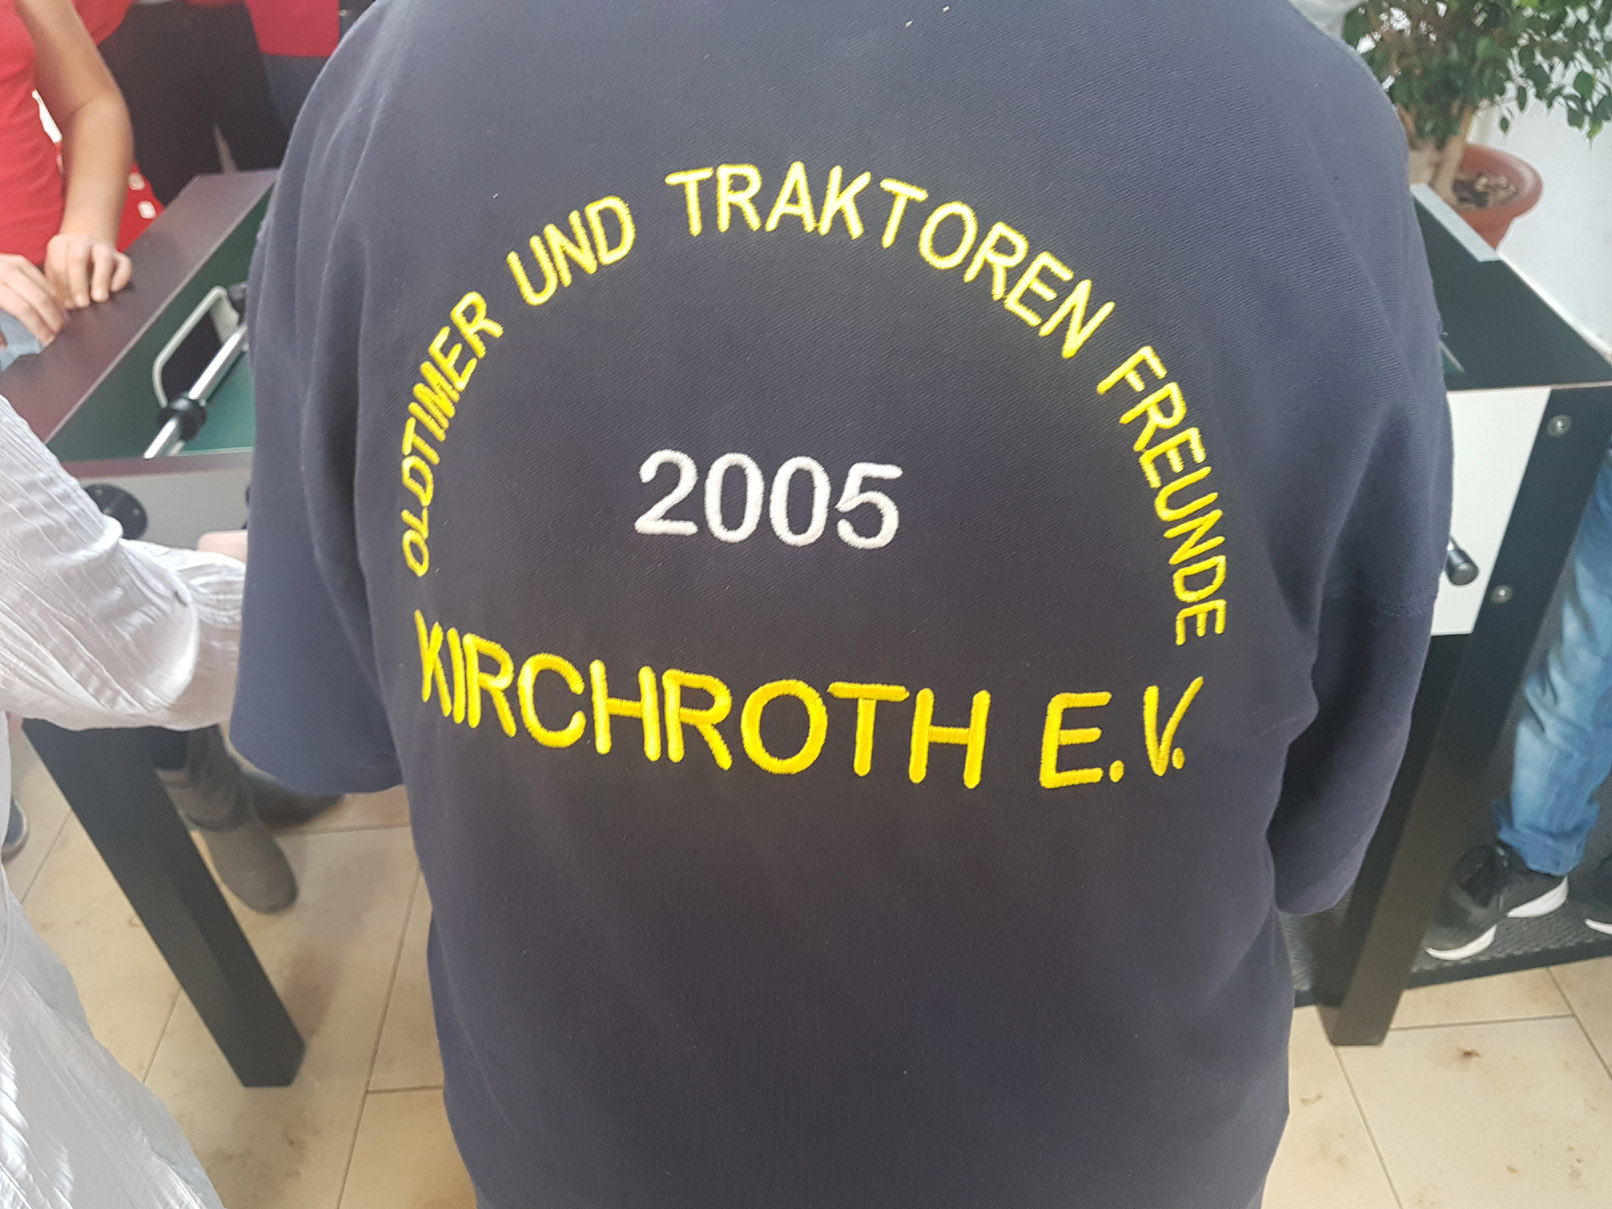 OLDTIMER UND TRAKTOREN FREUNDE
2005
KIRCHROTH E.V.